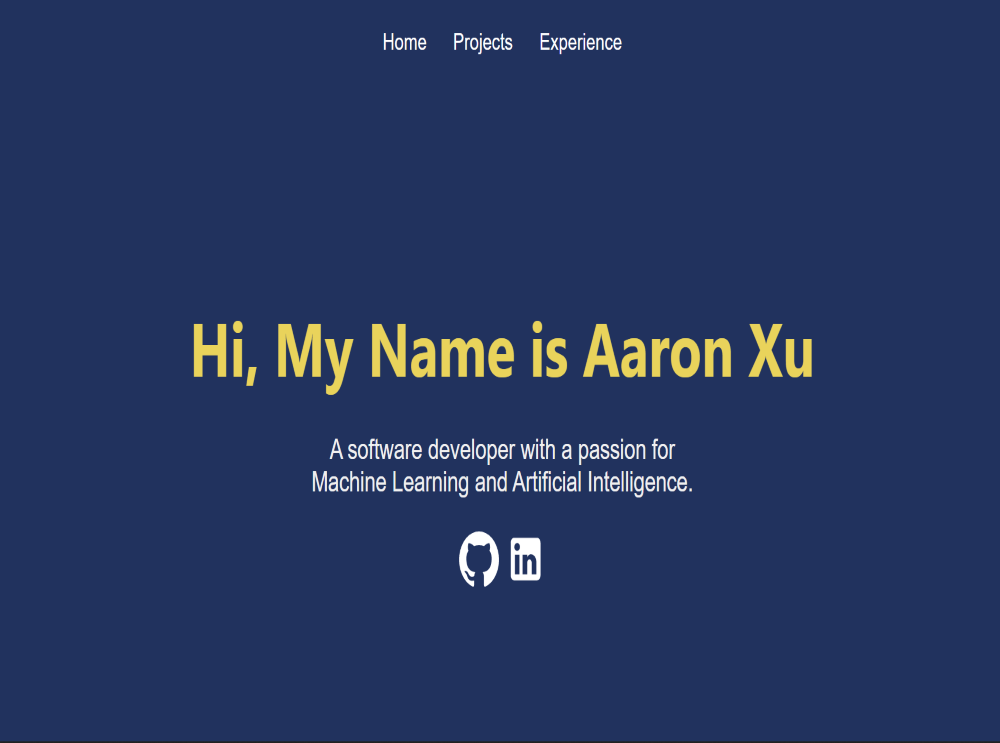 Home Projects Experience
Hi, My Name is Aaron Xu
A software developer with a passion for
Machine Learning and Artificial Intelligence.
in